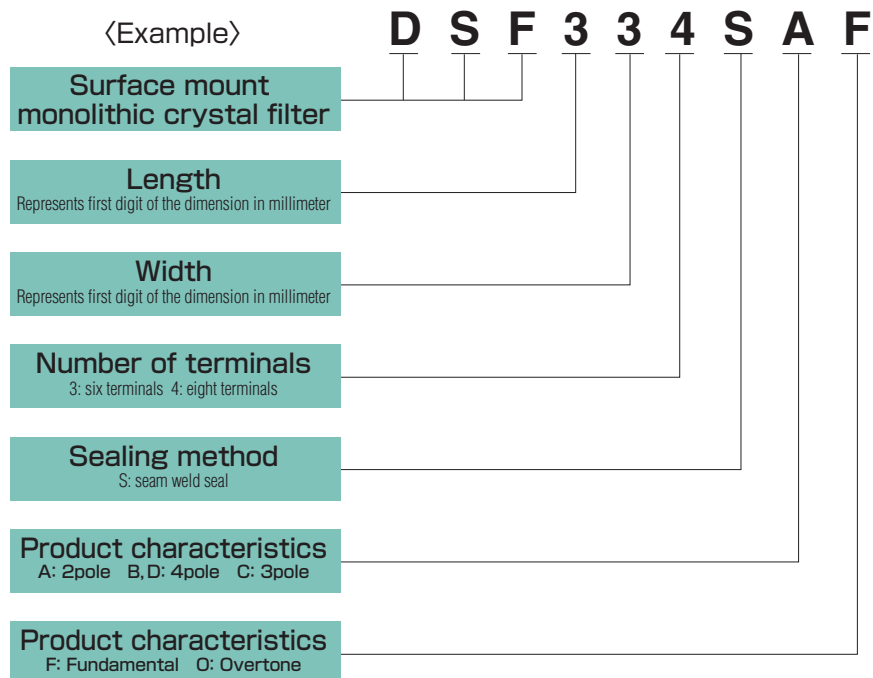 〈Example〉 D S F 3 3 4 S A F
Surface mount
monolithic crystal filter
Length
Represents first digit of the dimension in millimeter
Width
Represents first digit of the dimension in millimeter
Number of terminals
3: six terminals 4: eight terminals
Sealing method
S: seam weld seal
Product characteristics
A: 2pole B, D: 4pole C: 3pole
Product characteristics
F: Fundamental O: Overtone